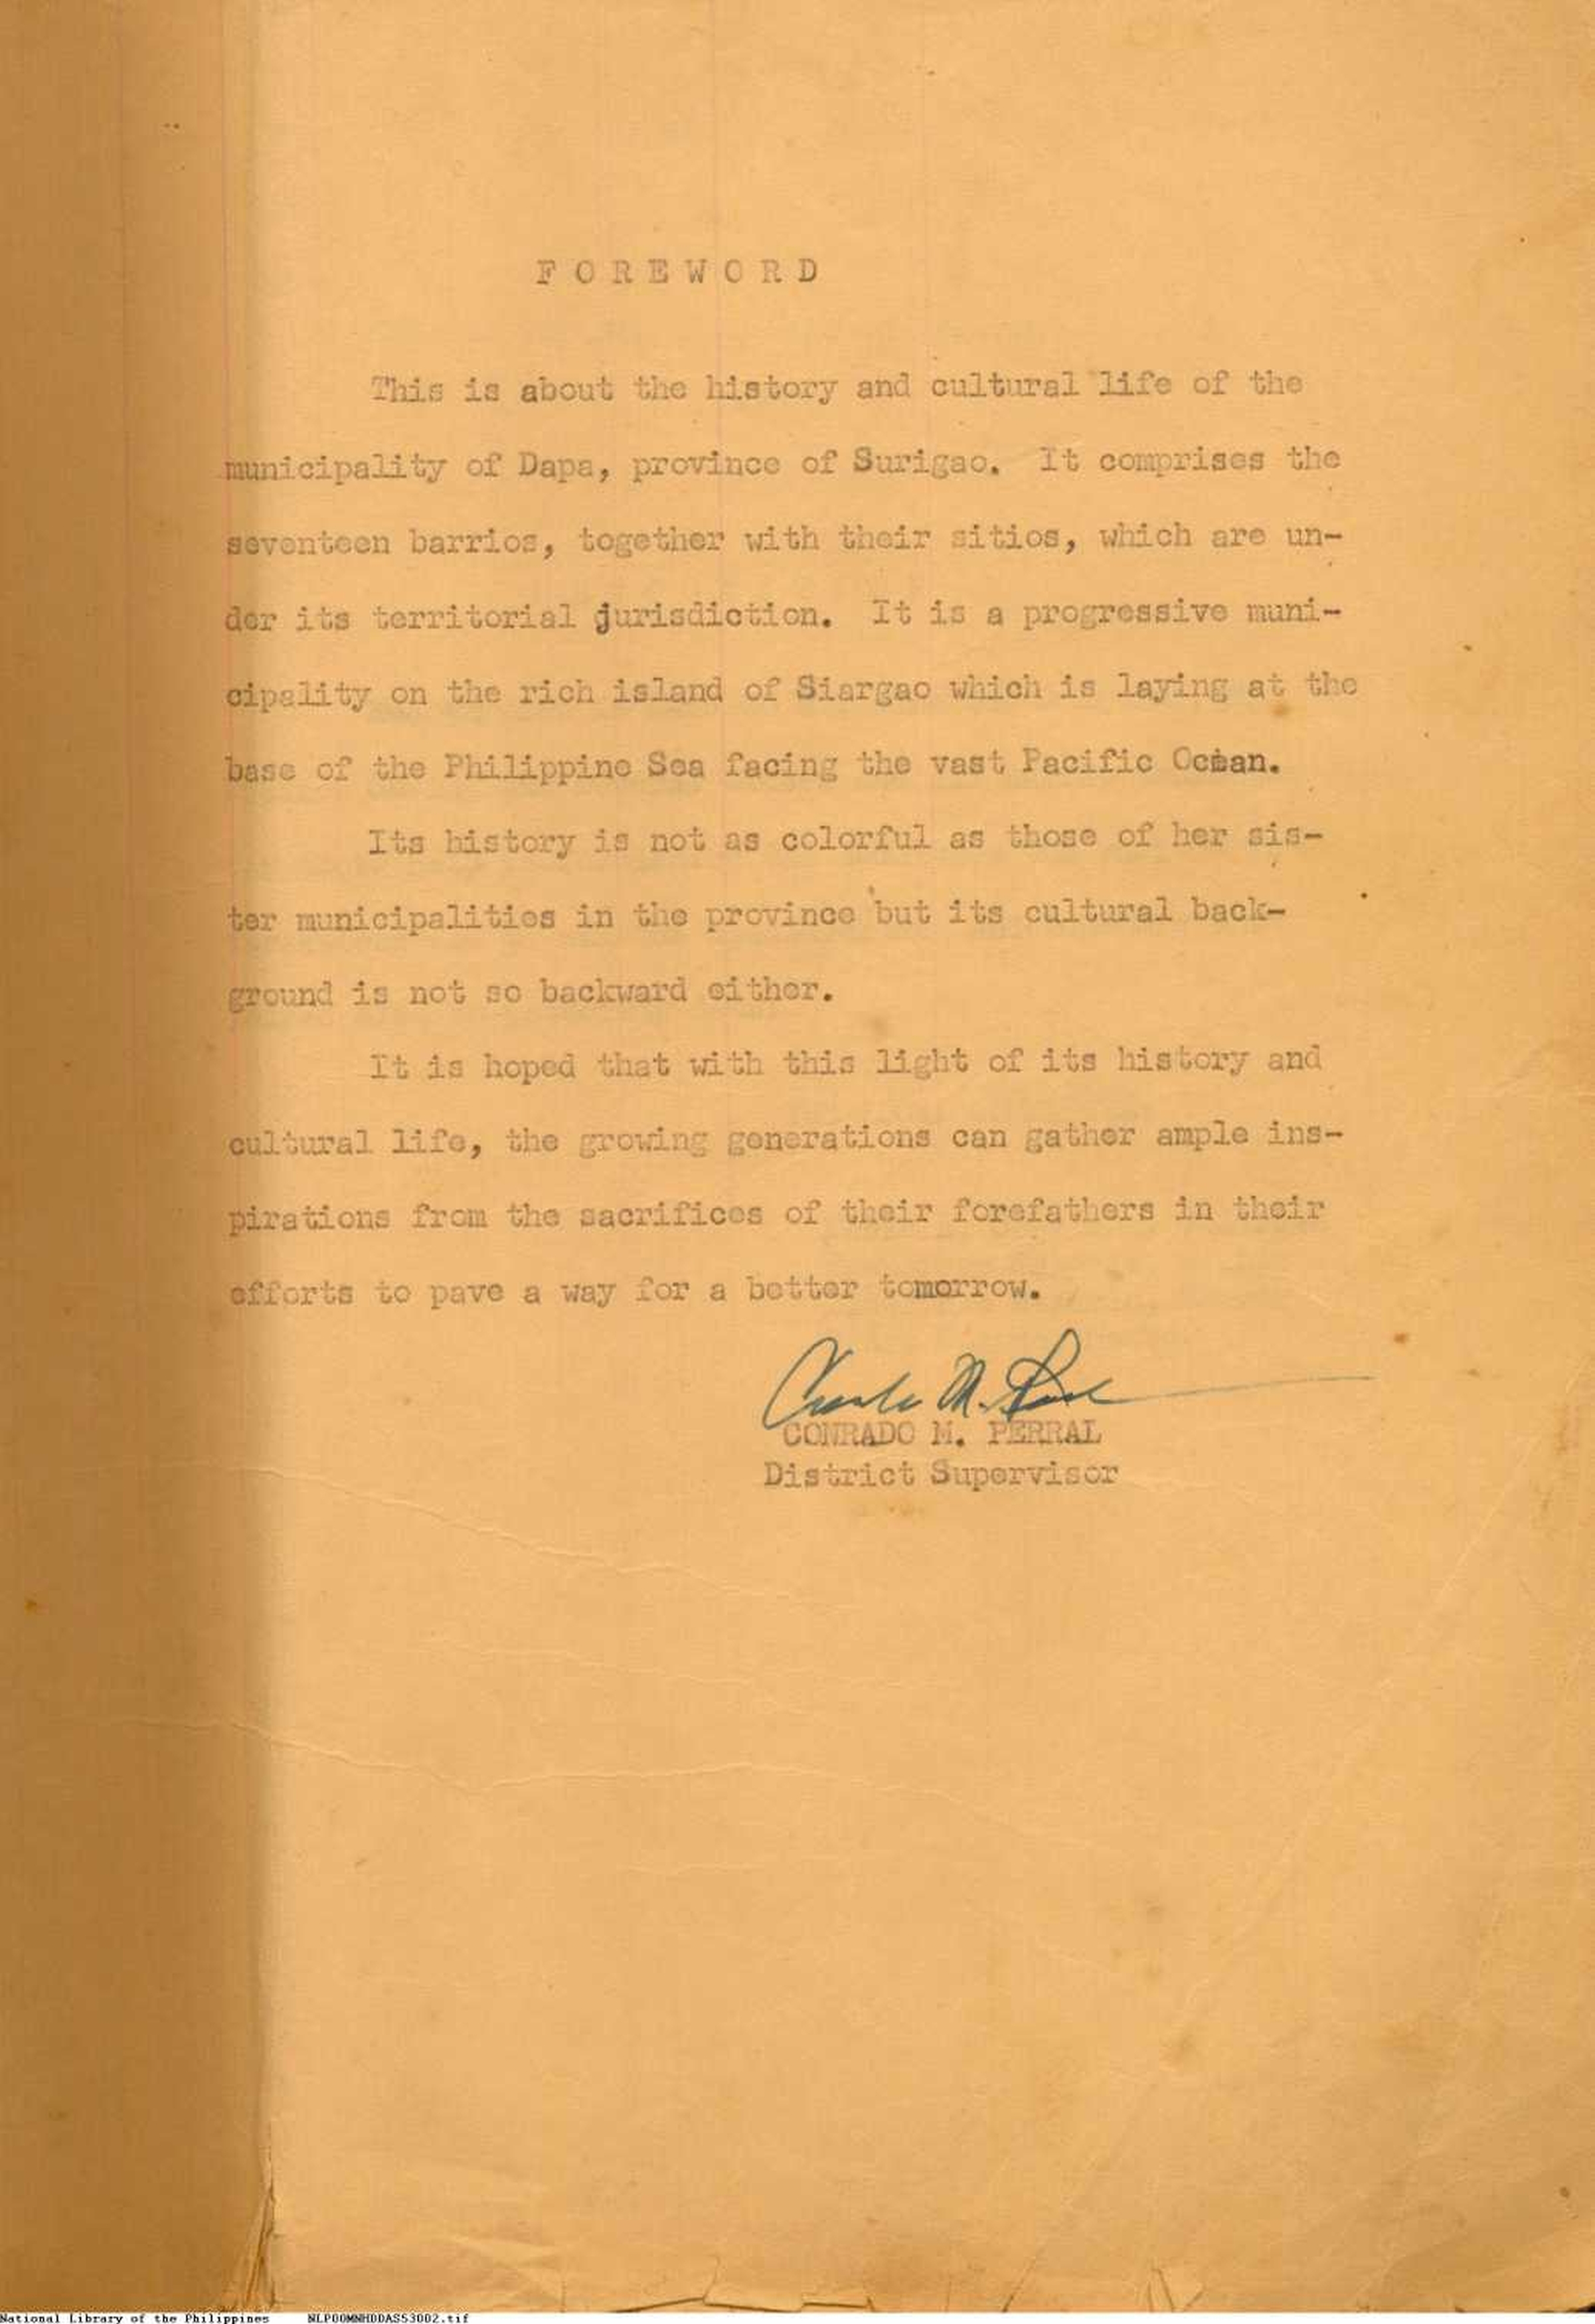 FOREWORD
This is about the history and cultural life of the
municipality of Dapa, province of Surigao. It comprises the
seventeen barrios, together with their sitios, which are un-
der its territorial jurisdiction. It is a progressive muni-
cipality on the rich island of Siargao which is laying at the
base of the Philippine Sea facing the vast Pacific Ocean.
Its history is not as colorful as those of her sis-
ter municipalities in the province but its cultural back-
ground is not so backward either.
It is hoped that with this light of its history and
cultural life, the growing generations can gather ample ins-
pirations from the sacrifices of their forefathers in their
efforts to pave a way for a better tomorrow.
Conrado M. Perral
CONRADO M. PERRAL
District Supervisor
National Library of the Philippines NLP00MNHDDAS53002.tif